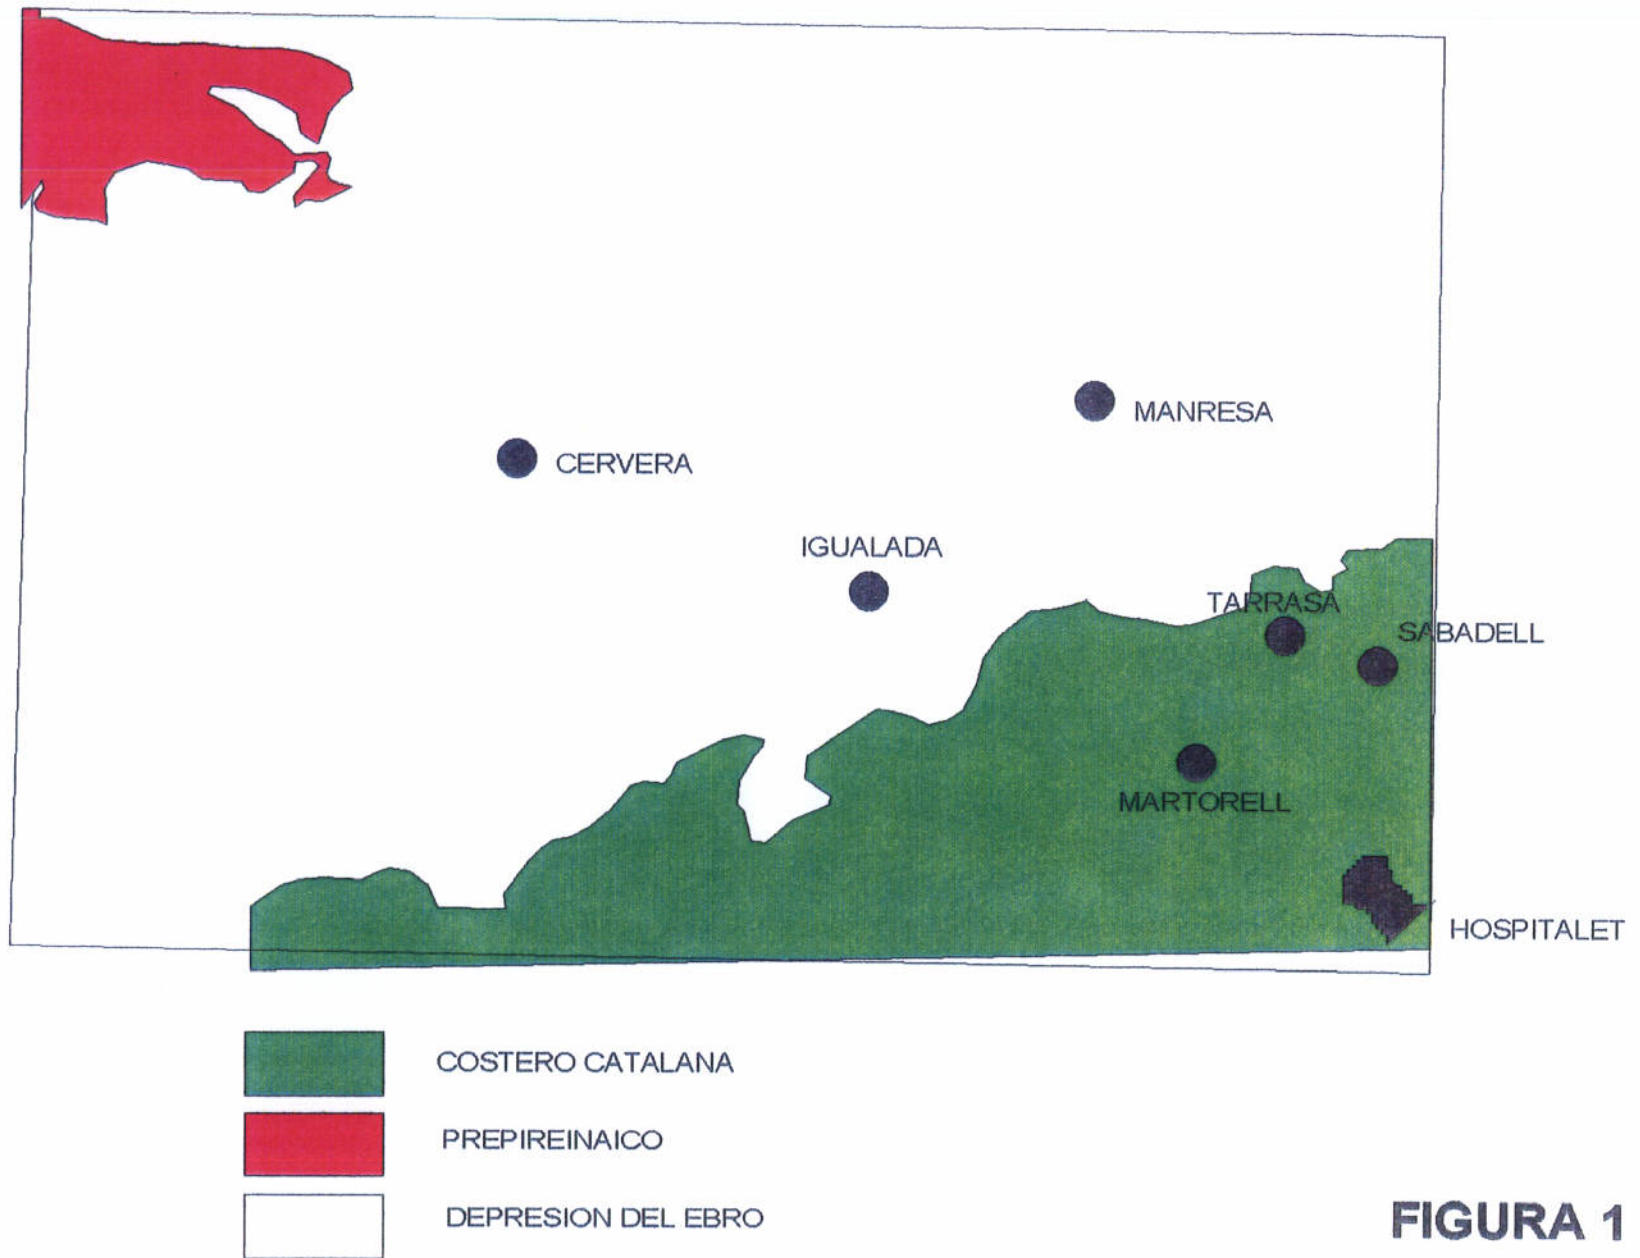 MANRESA
CERVERA
IGUALADA
TARRASA
SABADELL
MARTORELL
HOSPITALET
COSTERO CATALANA
PREPIREINAICO
DEPRESION DEL EBRO
FIGURA 1